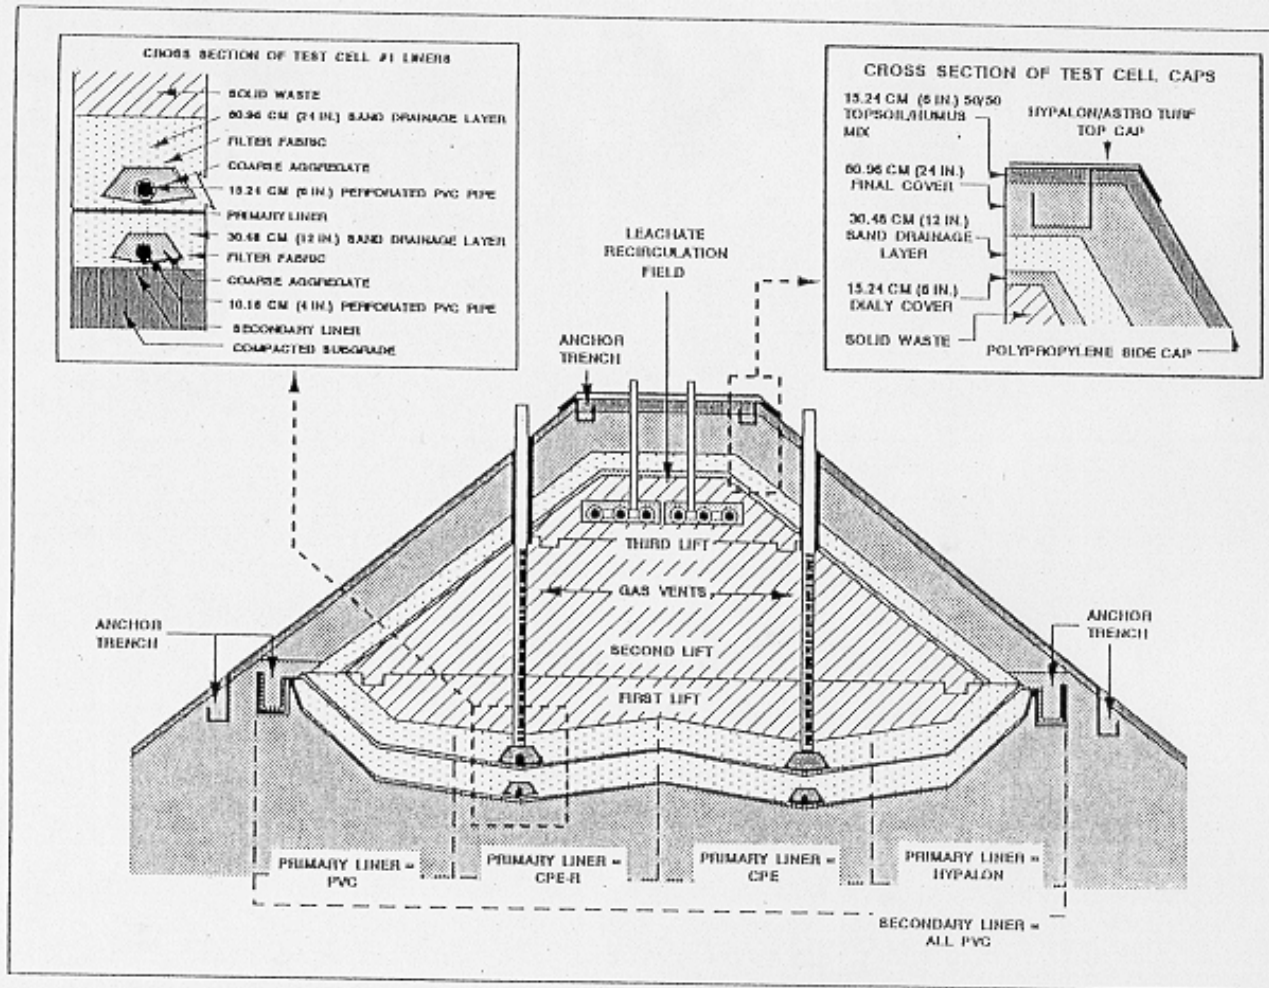 CROSS SECTION OF TEST CELL #1 LINERS
SOLID WASTE
60.96 CM (24 IN.) SAND DRAINAGE LAYER
FILTER FABRIC
COARSE AGGREGATE
15.24 CM (6 IN.) PERFORATED PVC PIPE
PRIMARY LINER
30.48 CM (12 IN.) SAND DRAINAGE LAYER
FILTER FABRIC
COARSE AGGREGATE
10.16 CM (4 IN.) PERFORATED PVC PIPE
SECONDARY LINER
COMPACTED SUBGRADE
CROSS SECTION OF TEST CELL CAPS
15.24 CM (6 IN.) 50/50
TOPSOIL/HUMUS
MIX
HYPALON/ASTRO TURF
TOP CAP
60.96 CM (24 IN.)
FINAL COVER
30.48 CM (12 IN.)
SAND DRAINAGE
LAYER
15.24 CM (6 IN.)
DIALY COVER
SOLID WASTE
POLYPROPYLENE SIDE CAP
LEACHATE
RECIRCULATION
FIELD
ANCHOR
TRENCH
THIRD LIFT
GAS VENTS
SECOND LIFT
FIRST LIFT
ANCHOR
TRENCH
ANCHOR
TRENCH
PRIMARY LINER =
PVC
PRIMARY LINER =
CPE-R
PRIMARY LINER =
CPE
PRIMARY LINER =
HYPALON
SECONDARY LINER =
ALL PVC